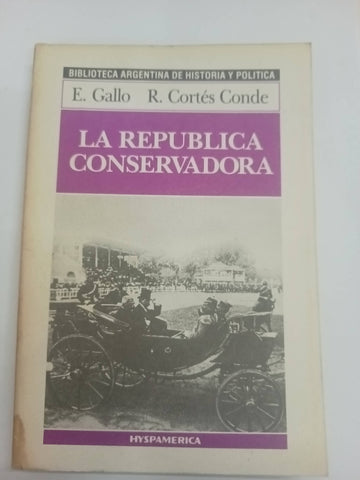 BIBLIOTECA ARGENTINA DE HISTORIA Y POLITICA
E. Gallo R. Cortés Conde
LA REPUBLICA
CONSERVADORA
HYSPAMERICA